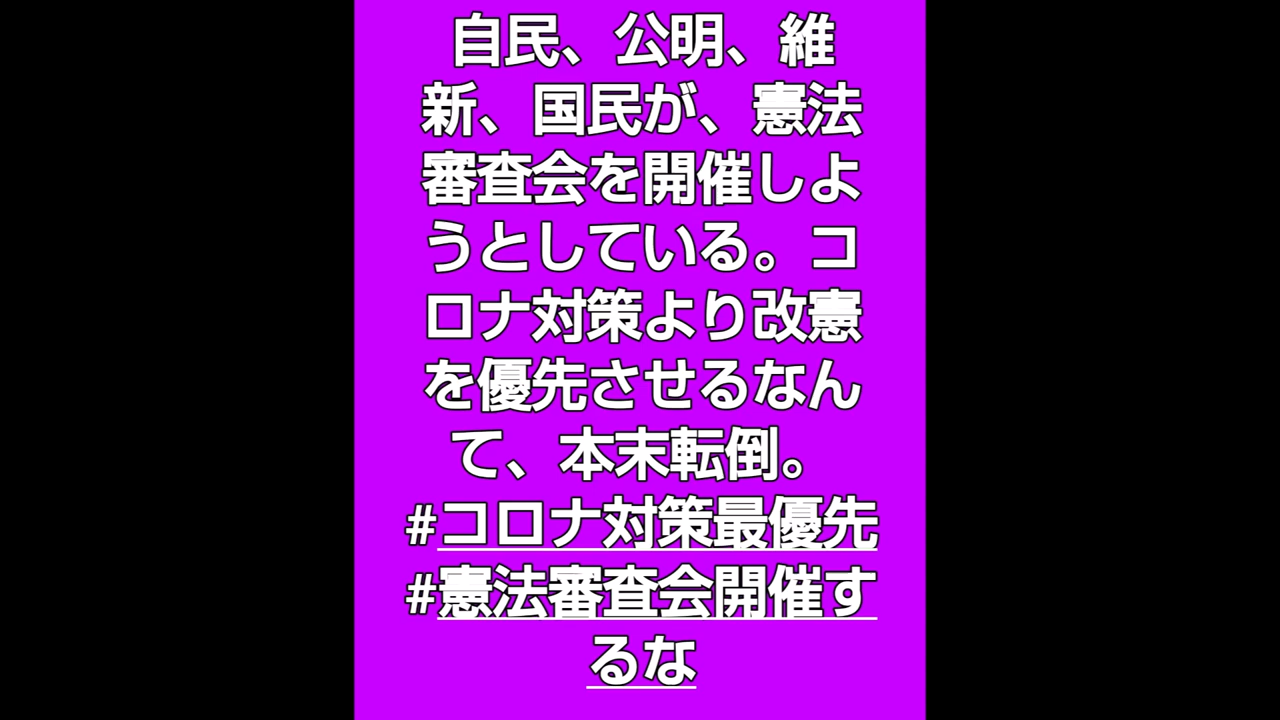 自民、公明、維
新、国民が、憲法
審査会を開催しよ
うとしている。コ
ロナ対策より改憲
を優先させるなん
て、本末転倒。
#コロナ対策最優先
#憲法審査会開催す
るな